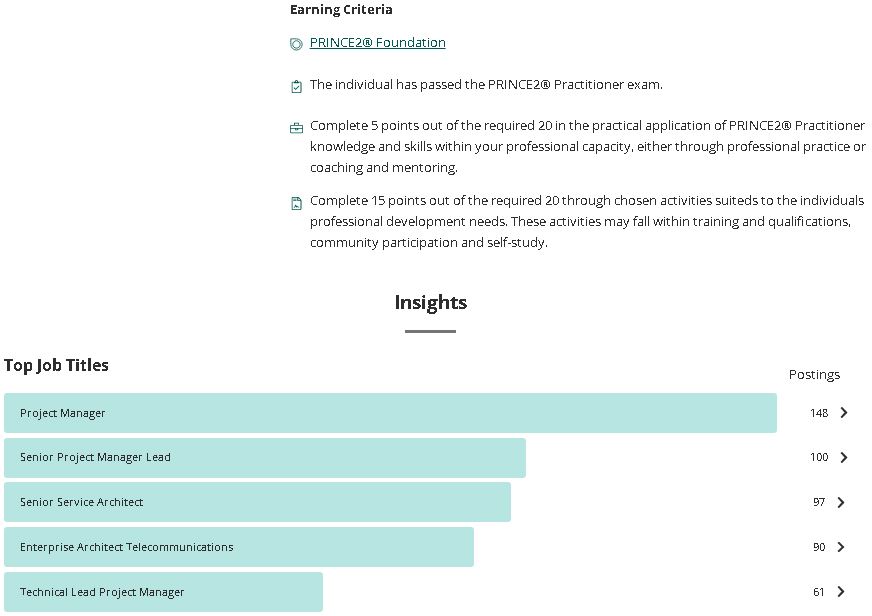 Earning Criteria
PRINCE2® Foundation
The individual has passed the PRINCE2® Practitioner exam.
Complete 5 points out of the required 20 in the practical application of PRINCE2® Practitioner
knowledge and skills within your professional capacity, either through professional practice or
coaching and mentoring.
Complete 15 points out of the required 20 through chosen activities suiteds to the individuals
professional development needs. These activities may fall within training and qualifications,
community participation and self-study.
Insights
Top Job Titles
Postings
Project Manager 148
Senior Project Manager Lead 100
Senior Service Architect 97
Enterprise Architect Telecommunications 90
Technical Lead Project Manager 61